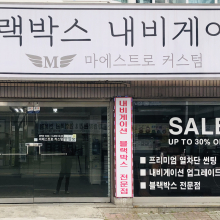 랙박스 내비게이
M
마에스트로 커스텀
내비게이션 블랙박스 전문점
SALE
UP TO 30% O
■ 프리미엄 열차단 썬팅
■ 내비게이션 업그레이드
■ 블랙박스 전문점